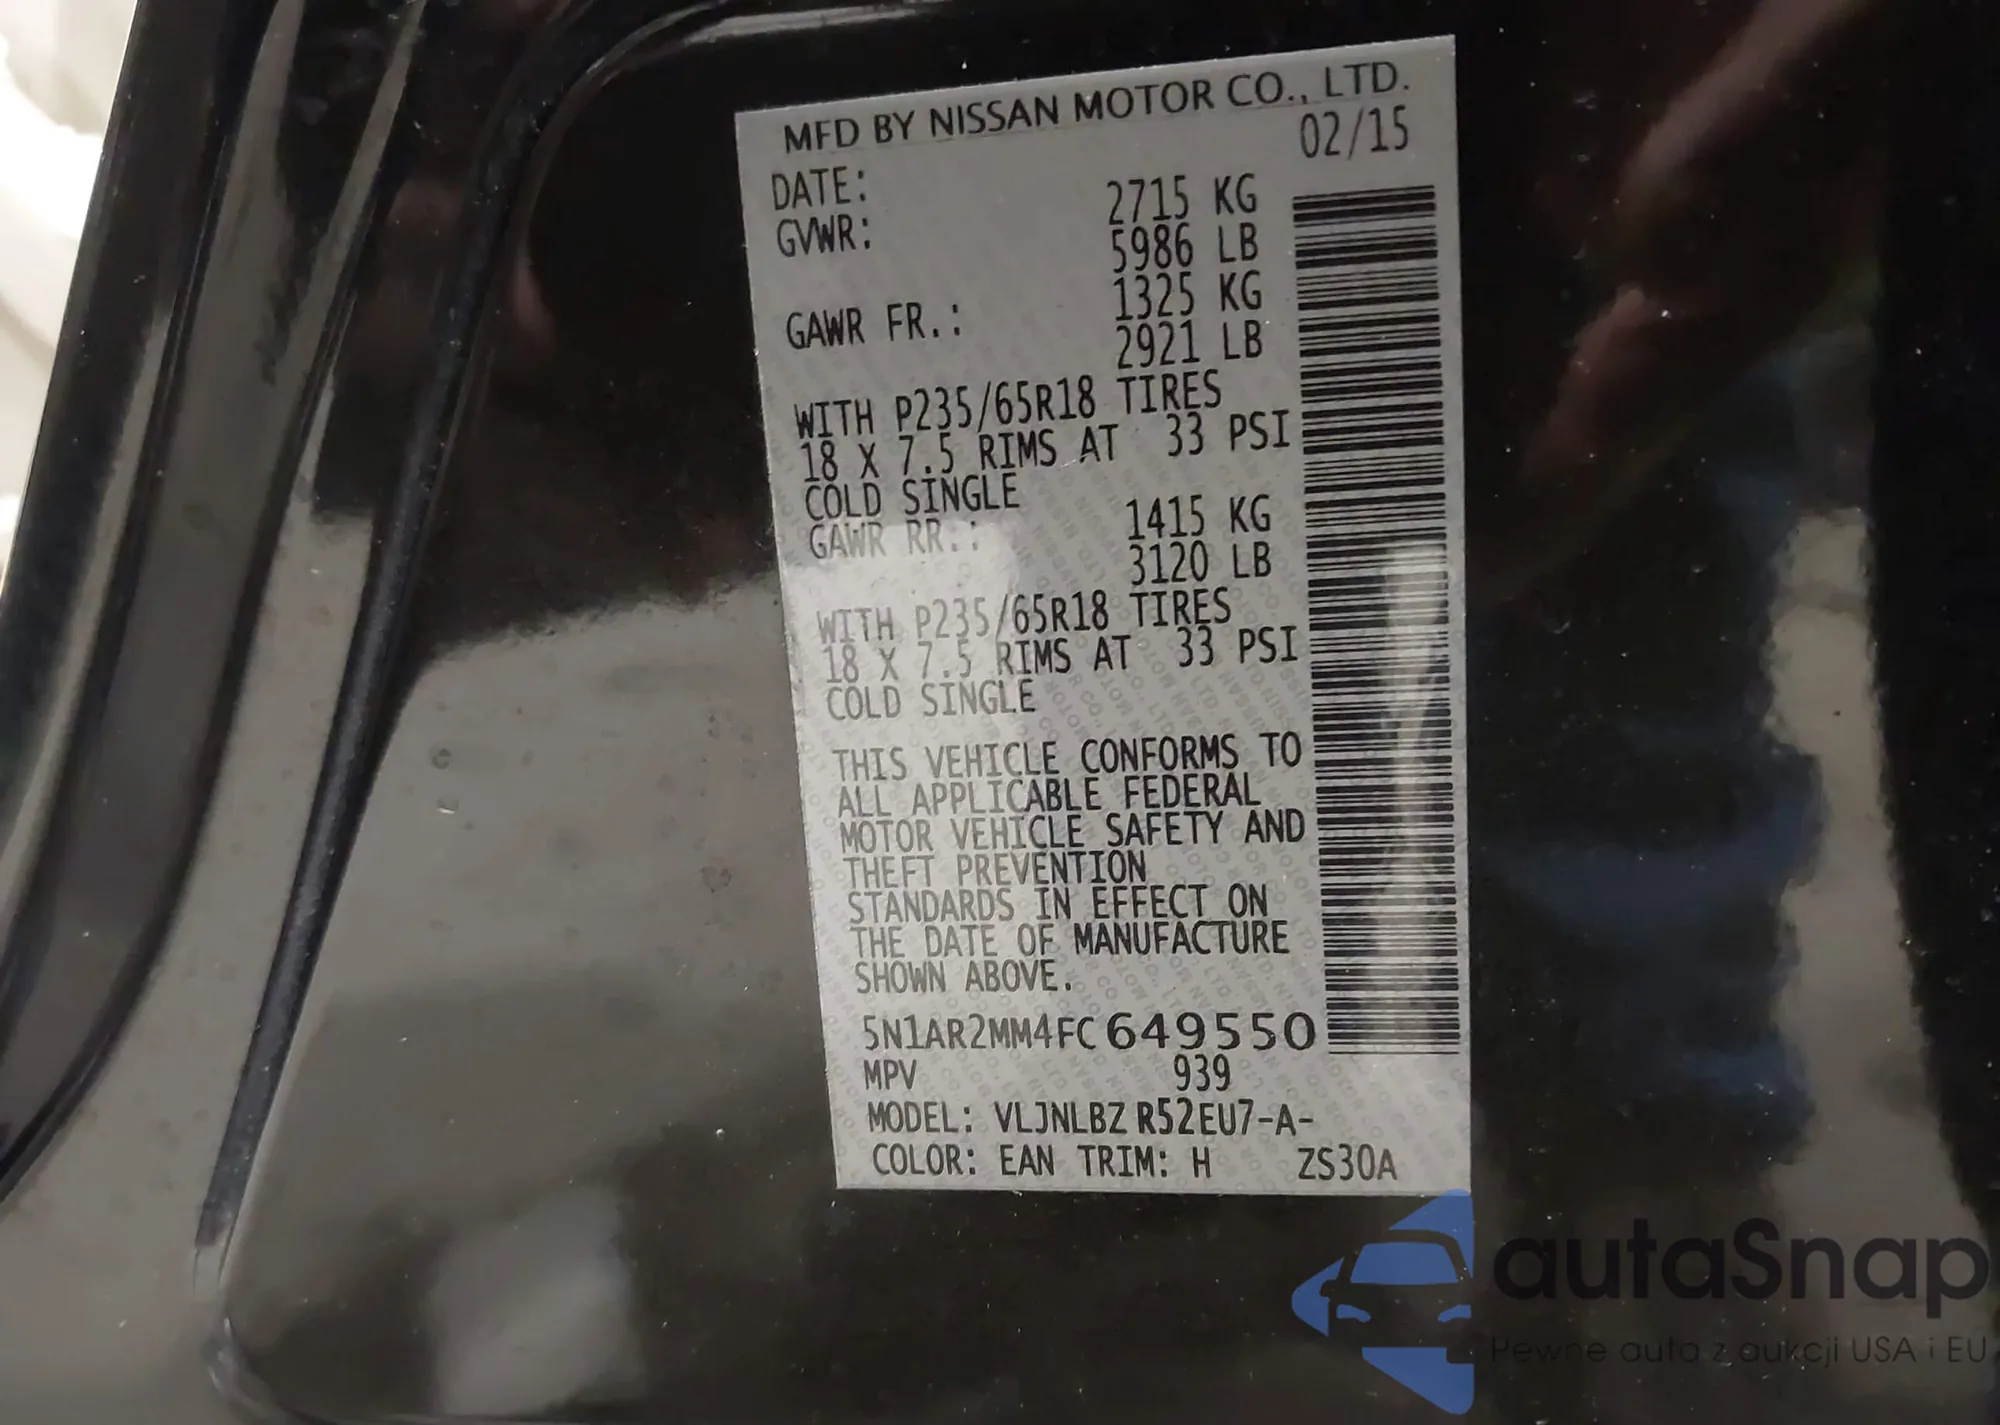 MFD BY NISSAN MOTOR CO., LTD.
DATE: 02/15
GVWR: 2715 KG
5986 LB
GAWR FR.: 1325 KG
2921 LB
WITH P235/65R18 TIRES
18 X 7.5 RIMS AT 33 PSI
COLD SINGLE
GAWR RR.: 1415 KG
3120 LB
WITH P235/65R18 TIRES
18 X 7.5 RIMS AT 33 PSI
COLD SINGLE
THIS VEHICLE CONFORMS TO
ALL APPLICABLE FEDERAL
MOTOR VEHICLE SAFETY AND
THEFT PREVENTION
STANDARDS IN EFFECT ON
THE DATE OF MANUFACTURE
SHOWN ABOVE.
5N1AR2MM4FC649550
MPV 939
MODEL: VLJNLBZ R52EU7-A-
COLOR: EAN TRIM: H ZS30A
autaSnap
Pewne auta z aukcji USA i EU